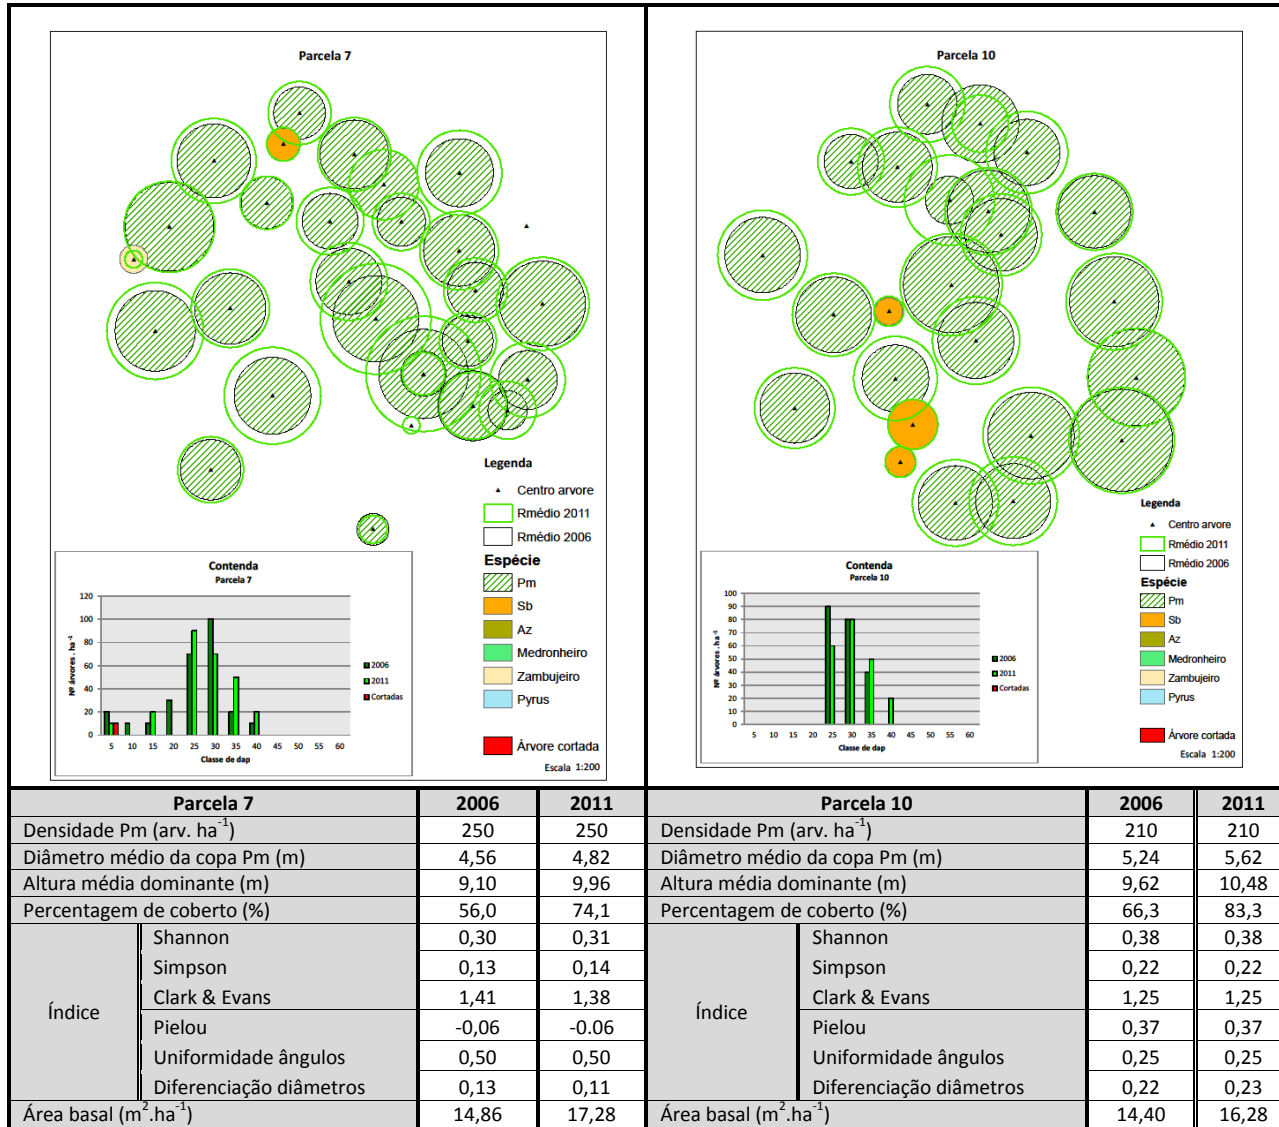 Parcela 7
Legenda
Centro arvore
Rmédio 2011
Rmédio 2006
Espécie
Pm
Sb
Az
Medronheiro
Zambujeiro
Pyrus
Árvore cortada
Escala 1:200
Contenda
Parcela 7
Nº árvores . ha⁻¹
120
100
80
60
40
20
0
5 10 15 20 25 30 35 40 45 50 55 60
Classe de dap
2006
2011
Cortadas
Parcela 10
Legenda
Centro arvore
Rmédio 2011
Rmédio 2006
Espécie
Pm
Sb
Az
Medronheiro
Zambujeiro
Pyrus
Árvore cortada
Escala 1:200
Contenda
Parcela 10
Nº árvores . ha⁻¹
100
90
80
70
60
50
40
30
20
10
0
5 10 15 20 25 30 35 40 45 50 55 60
Classe de dap
2006
2011
Cortadas
Parcela 7 2006 2011
Densidade Pm (arv. ha⁻¹) 250 250
Diâmetro médio da copa Pm (m) 4,56 4,82
Altura média dominante (m) 9,10 9,96
Percentagem de coberto (%) 56,0 74,1
Índice
Shannon 0,30 0,31
Simpson 0,13 0,14
Clark & Evans 1,41 1,38
Pielou -0,06 -0.06
Uniformidade ângulos 0,50 0,50
Diferenciação diâmetros 0,13 0,11
Área basal (m².ha⁻¹) 14,86 17,28
Parcela 10 2006 2011
Densidade Pm (arv. ha⁻¹) 210 210
Diâmetro médio da copa Pm (m) 5,24 5,62
Altura média dominante (m) 9,62 10,48
Percentagem de coberto (%) 66,3 83,3
Índice
Shannon 0,38 0,38
Simpson 0,22 0,22
Clark & Evans 1,25 1,25
Pielou 0,37 0,37
Uniformidade ângulos 0,25 0,25
Diferenciação diâmetros 0,22 0,23
Área basal (m².ha⁻¹) 14,40 16,28